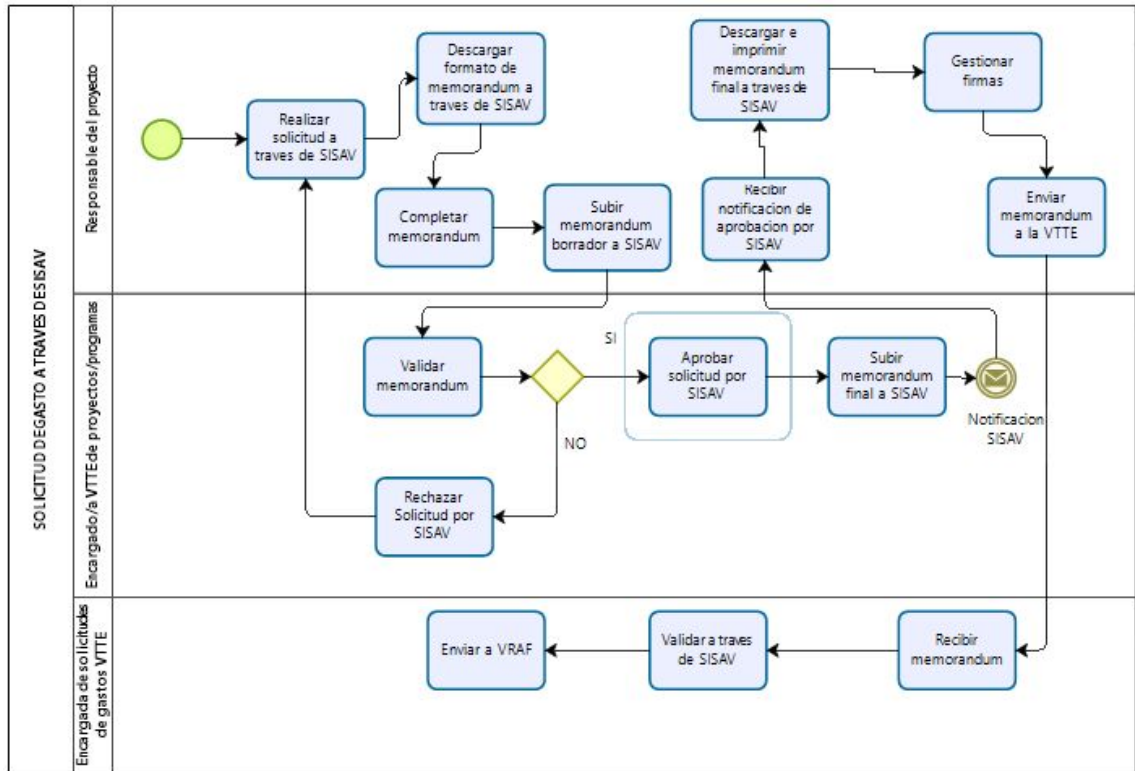 SOLICITUD DE GASTO A TRAVES DE SISAV
Responsable del proyecto
Realizar
solicitud a
traves de SISAV
Descargar
formato de
memorandum a
traves de SISAV
Completar
memorandum
Subir
memorandum
borrador a SISAV
Recibir
notificacion de
aprobacion por
SISAV
Descargar e
imprimir
memorandum
final a traves de
SISAV
Gestionar
firmas
Enviar
memorandum
a la VTTE
Encargado/a VTTE de proyectos/programas
Validar
memorandum
SI
Aprobar
solicitud por
SISAV
Subir
memorandum
final a SISAV
Notificacion
SISAV
NO
Rechazar
Solicitud por
SISAV
Encargada de solicitudes
de gastos VTTE
Enviar a VRAF
Validar a traves
de SISAV
Recibir
memorandum